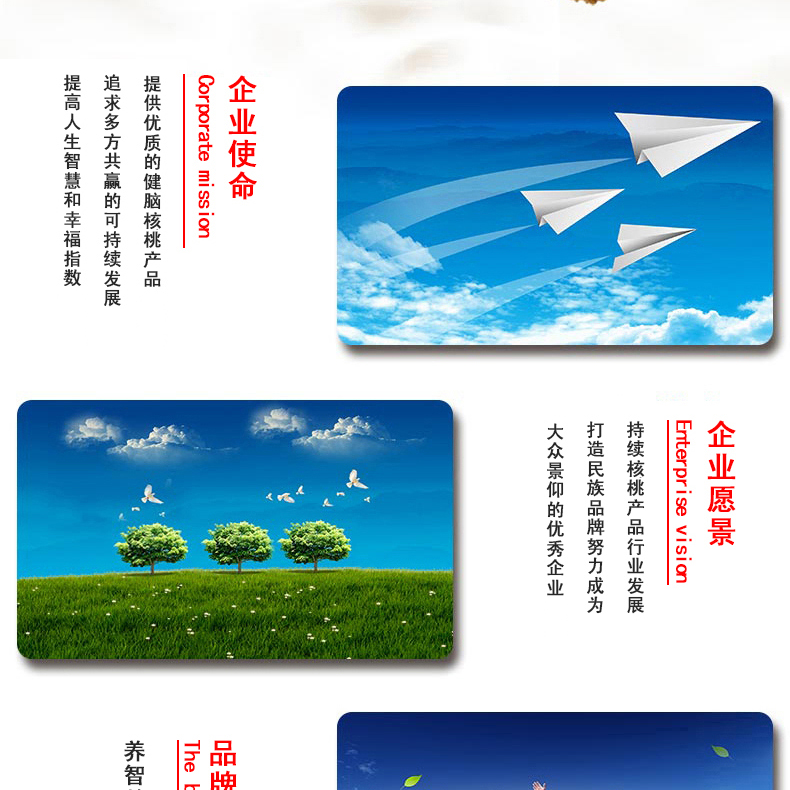 企业使命
Corporate mission
提供优质的健脑核桃产品
追求多方共赢的可持续发展
提高人生智慧和幸福指数
企业愿景
Enterprise vision
持续核桃产品行业发展
打造民族品牌努力成为
大众景仰的优秀企业
品牌
The
养智